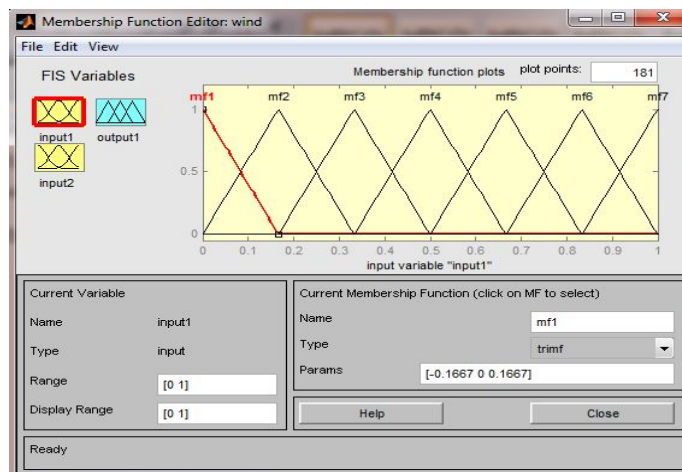 Membership Function Editor: wind
File Edit View
FIS Variables
Membership function plots plot points: 181
mf1 mf2 mf3 mf4 mf5 mf6 mf7
1
input1 output1
0.5
input2
0
0 0.1 0.2 0.3 0.4 0.5 0.6 0.7 0.8 0.9 1
input variable "input1"
Current Variable
Name input1
Type input
Range [0 1]
Display Range [0 1]
Current Membership Function (click on MF to select)
Name mf1
Type trimf
Params [-0.1667 0 0.1667]
Help Close
Ready